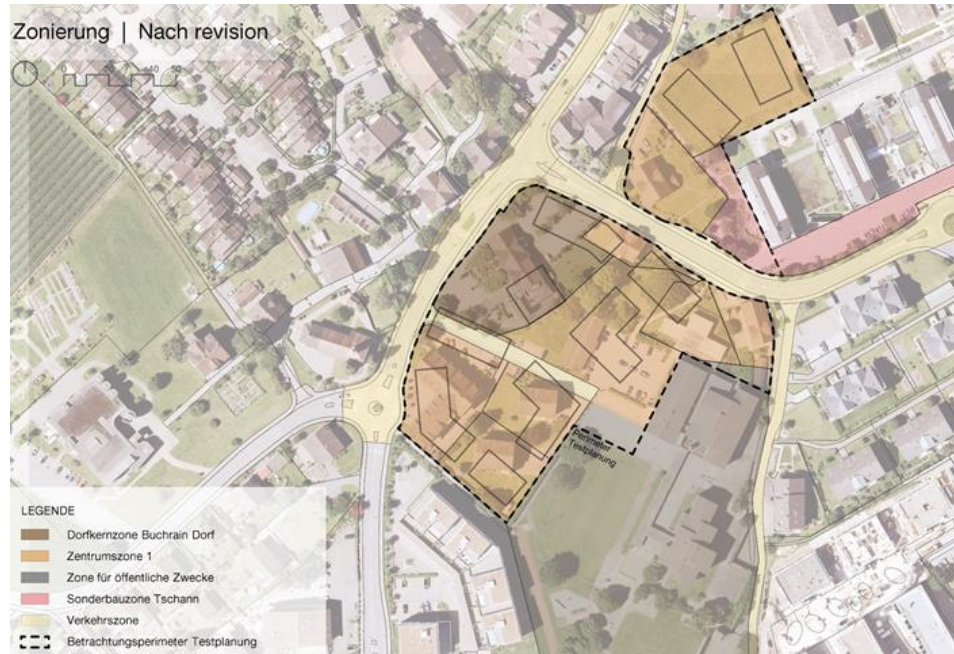 Zonierung | Nach revision
0
40
50
Perimeter
Testplanung
LEGENDE
Dorfkernzone Buchrain Dorf
Zentrumszone 1
Zone für öffentliche Zwecke
Sonderbauzone Tschann
Verkehrszone
Betrachtungsperimeter Testplanung